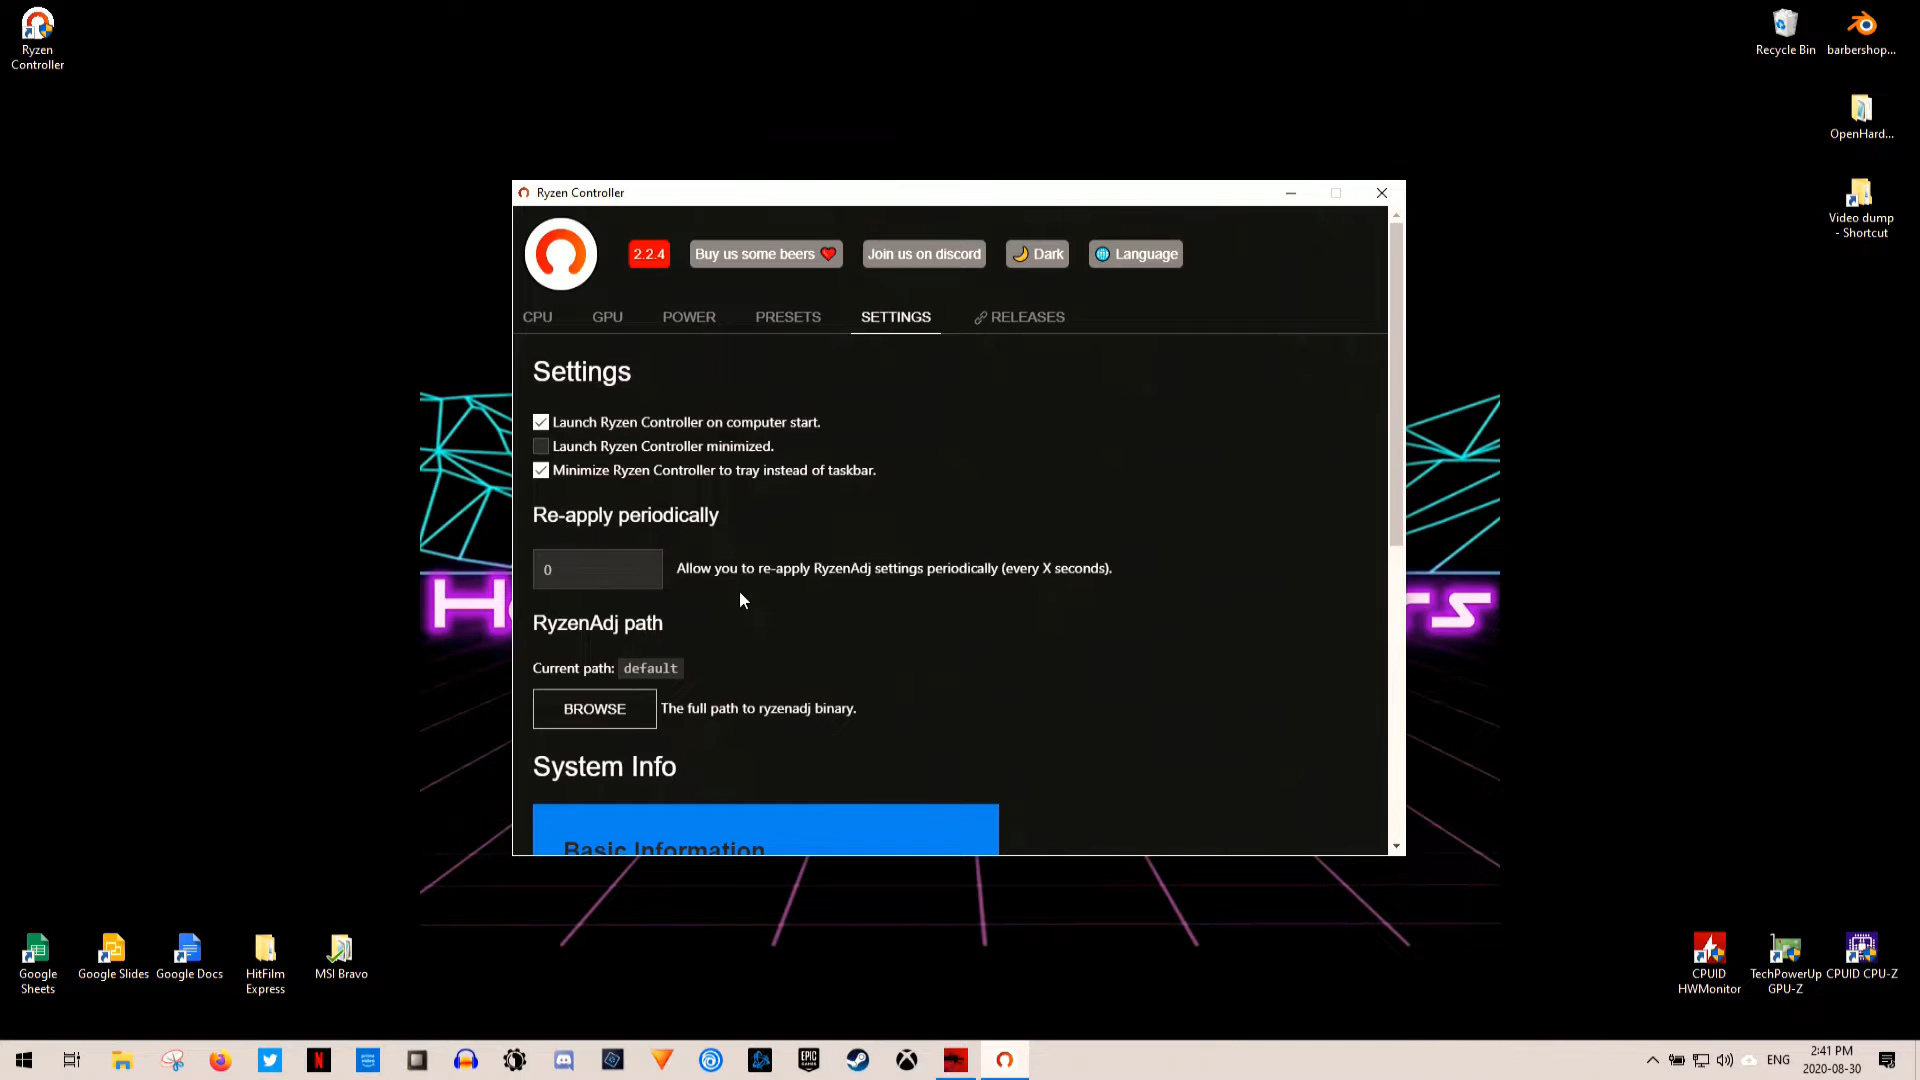 Ryzen
Controller
Recycle Bin
barbershop...
OpenHard...
Video dump
- Shortcut
Ryzen Controller
2.2.4
Buy us some beers
Join us on discord
Dark
Language
CPU
GPU
POWER
PRESETS
SETTINGS
RELEASES
Settings
Launch Ryzen Controller on computer start.
Launch Ryzen Controller minimized.
Minimize Ryzen Controller to tray instead of taskbar.
Re-apply periodically
0
Allow you to re-apply RyzenAdj settings periodically (every X seconds).
RyzenAdj path
Current path: default
BROWSE
The full path to ryzenadj binary.
System Info
Basic Information
Google
Sheets
Google Slides
Google Docs
HitFilm
Express
MSI Bravo
CPUID
HWMonitor
TechPowerUp
GPU-Z
CPUID CPU-Z
ENG
2:41 PM
2020-08-30